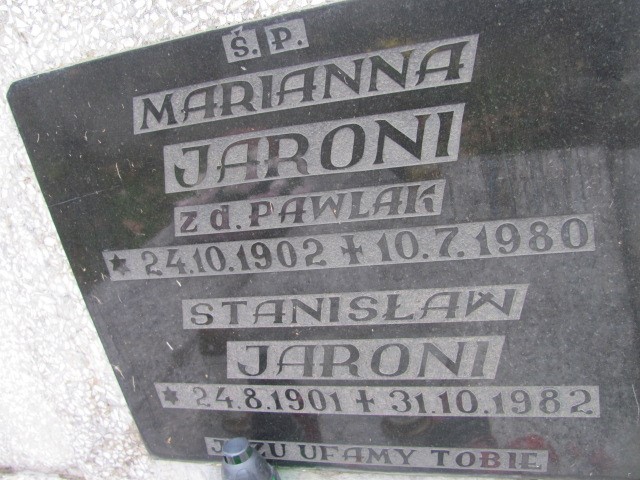 Ś. P.
MARIANNA
JARONI
z d. PAWLAK
★ 24.10.1902 ✝ 10.7.1980
STANISŁAW
JARONI
★ 24.8.1901 ✝ 31.10.1982
UFAMY TOBIE